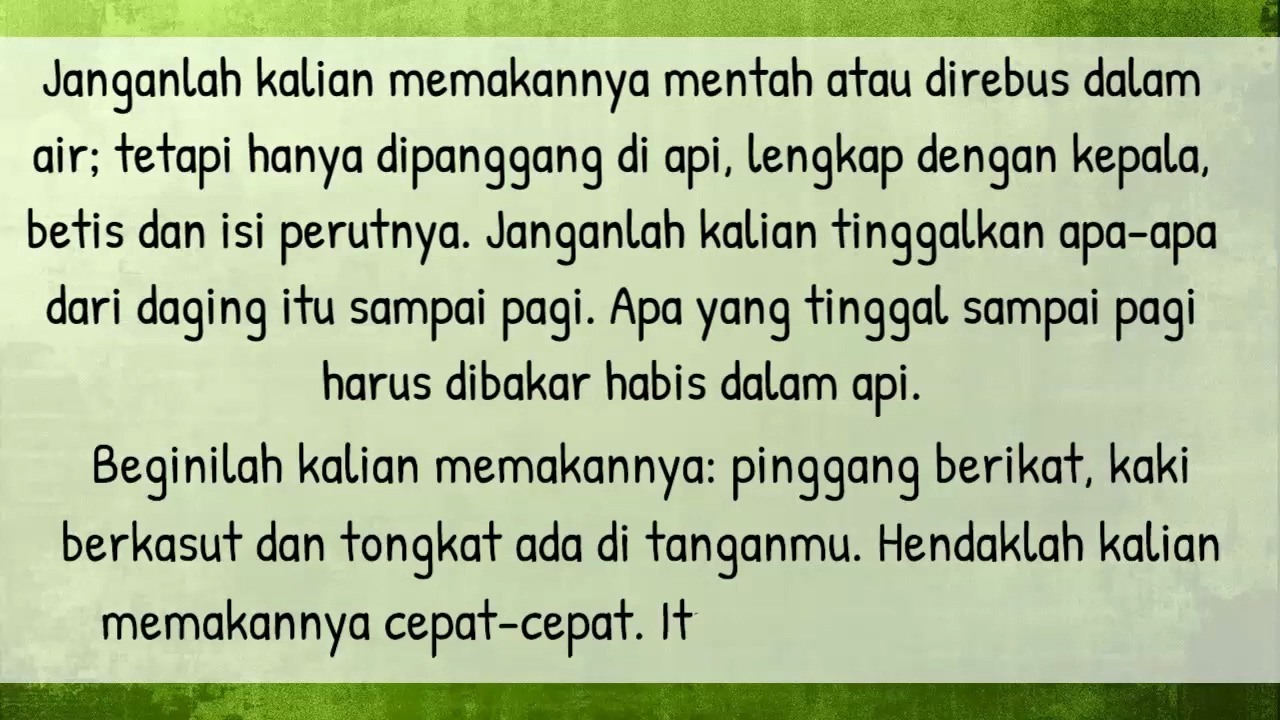 Janganlah kalian memakannya mentah atau direbus dalam
air; tetapi hanya dipanggang di api, lengkap dengan kepala,
betis dan isi perutnya. Janganlah kalian tinggalkan apa-apa
dari daging itu sampai pagi. Apa yang tinggal sampai pagi
harus dibakar habis dalam api.
Beginilah kalian memakannya: pinggang berikat, kaki
berkasut dan tongkat ada di tanganmu. Hendaklah kalian
memakannya cepat-cepat. It